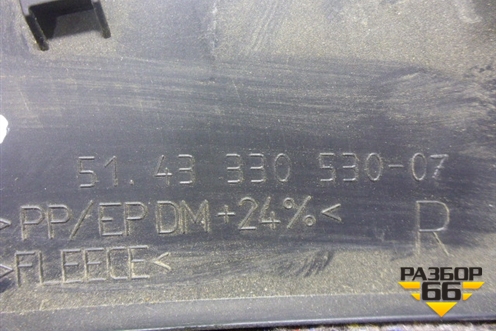 51.43 330 530-07
>PP/EPDM+24%<
R
>FLEECE<
РАЗБОР
66